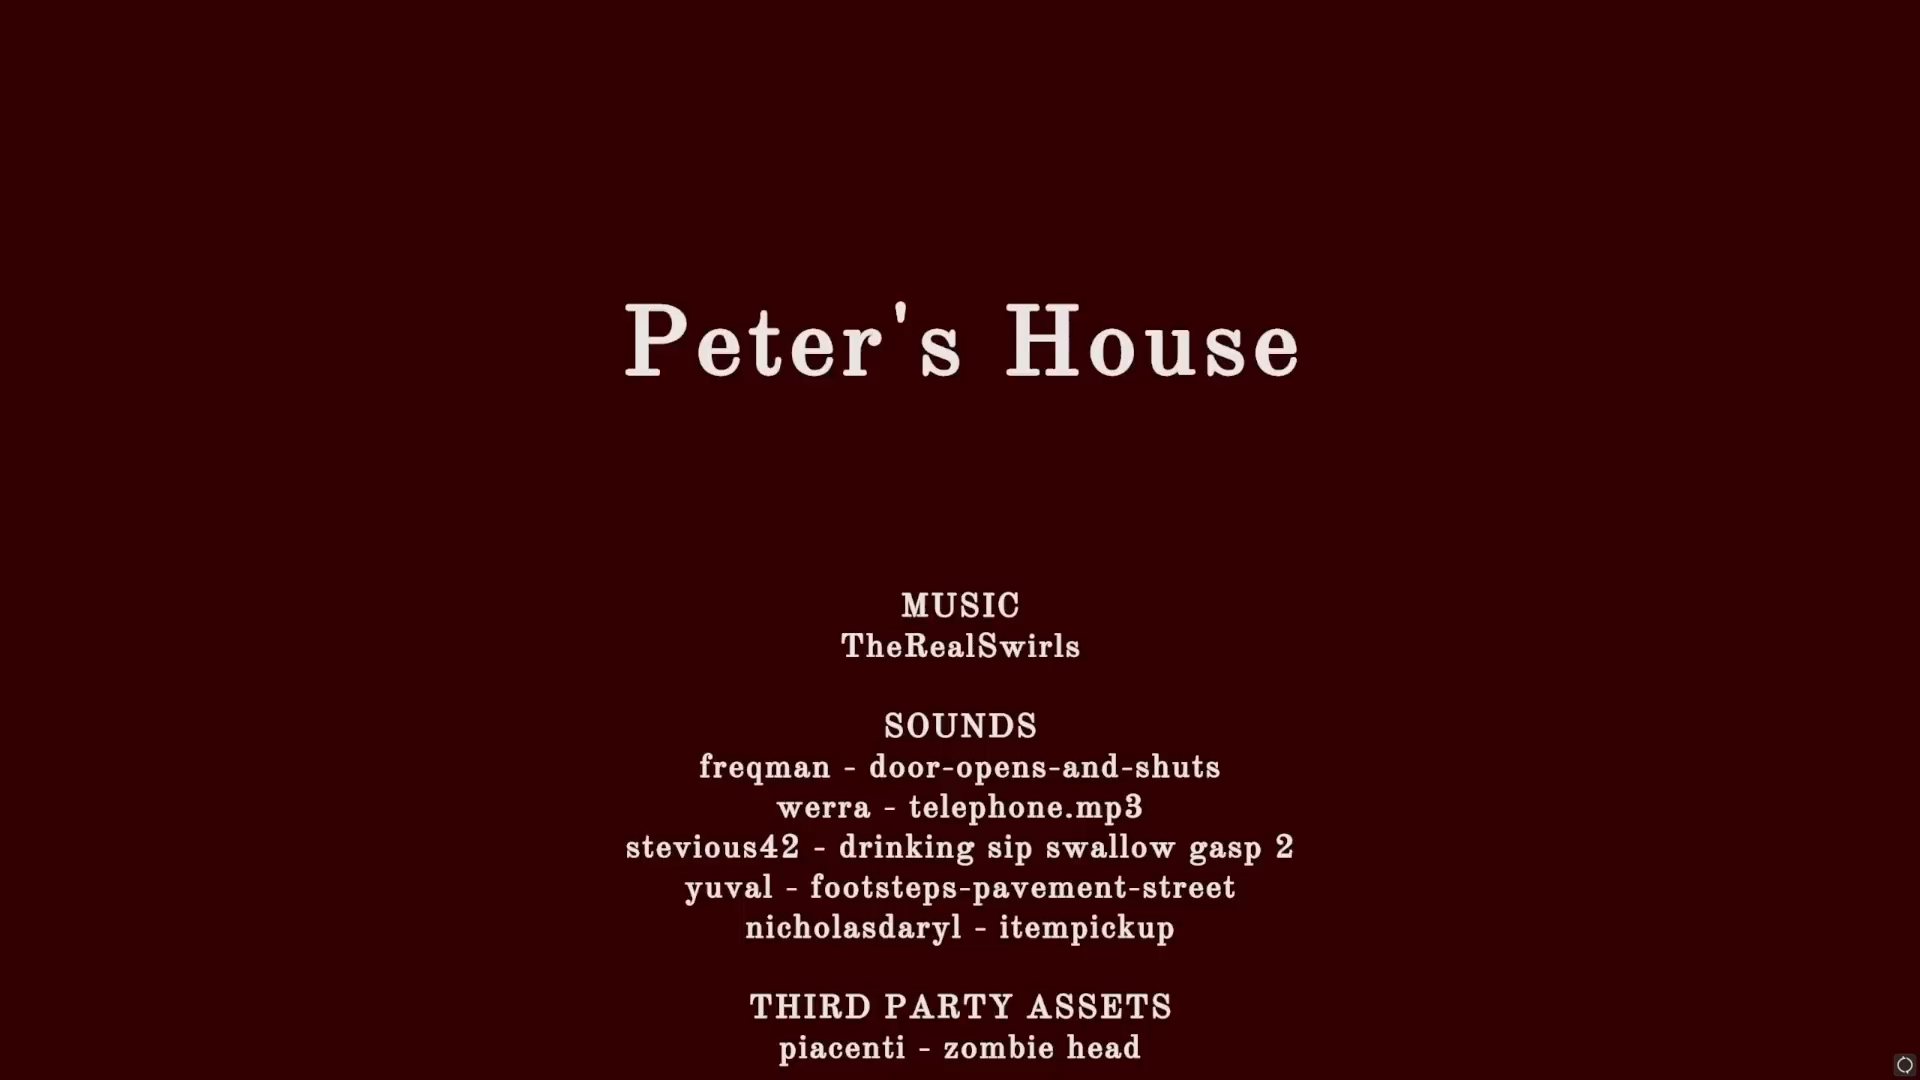 Peter's House
MUSIC
TheRealSwirls
SOUNDS
freqman - door-opens-and-shuts
werra - telephone.mp3
stevious42 - drinking sip swallow gasp 2
yuval - footsteps-pavement-street
nicholasdaryl - itempickup
THIRD PARTY ASSETS
piacenti - zombie head